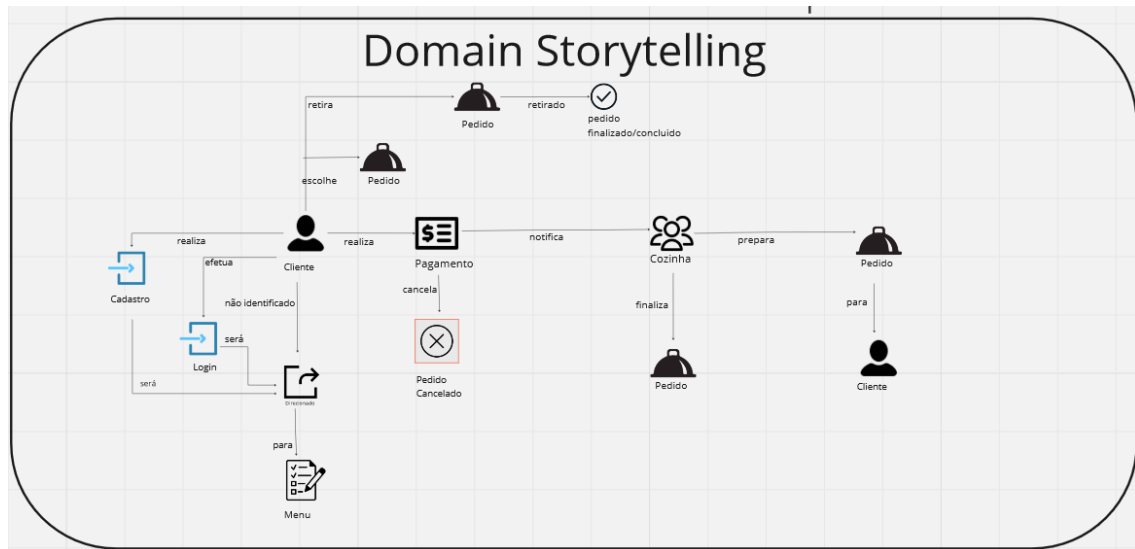 Domain Storytelling
retira
Pedido
retirado
pedido
finalizado/concluido
escolhe
Pedido
realiza
Cliente
realiza
Pagamento
notifica
Cozinha
prepara
Pedido
Cadastro
efetua
não identificado
cancela
finaliza
para
Login
será
será
Direcionado
Pedido
Cancelado
Pedido
Cliente
para
Menu